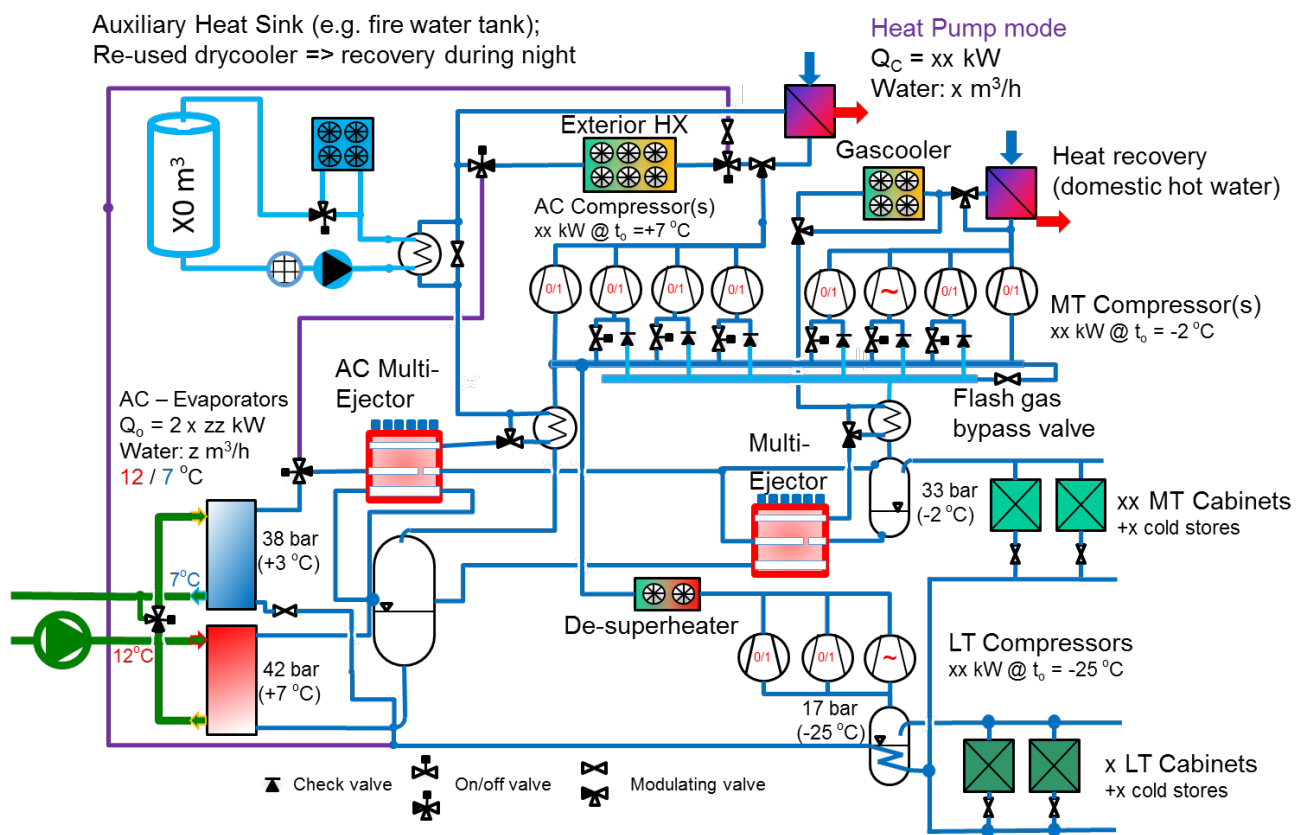 Auxiliary Heat Sink (e.g. fire water tank);
Re-used drycooler => recovery during night
Heat Pump mode
QC = xx kW
Water: x m³/h
Exterior HX
Gascooler
Heat recovery
(domestic hot water)
X0 m³
AC Compressor(s)
xx kW @ to =+7 °C
0/1
0/1
0/1
0/1
0/1
~
0/1
0/1
MT Compressor(s)
xx kW @ to = -2 °C
AC Multi-
Ejector
Flash gas
bypass valve
AC – Evaporators
Qo = 2 x zz kW
Water: z m³/h
12 / 7 °C
Multi-
Ejector
33 bar
(-2 °C)
xx MT Cabinets
+x cold stores
38 bar
(+3 °C)
7°C
De-superheater
12°C
42 bar
(+7 °C)
0/1
0/1
~
LT Compressors
xx kW @ to = -25 °C
17 bar
(-25 °C)
x LT Cabinets
+x cold stores
Check valve
On/off valve
Modulating valve